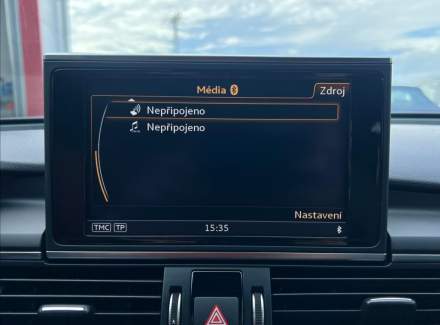 Média
Zdroj
Nepřipojeno
Nepřipojeno
Nastavení
TMC TP 15:35